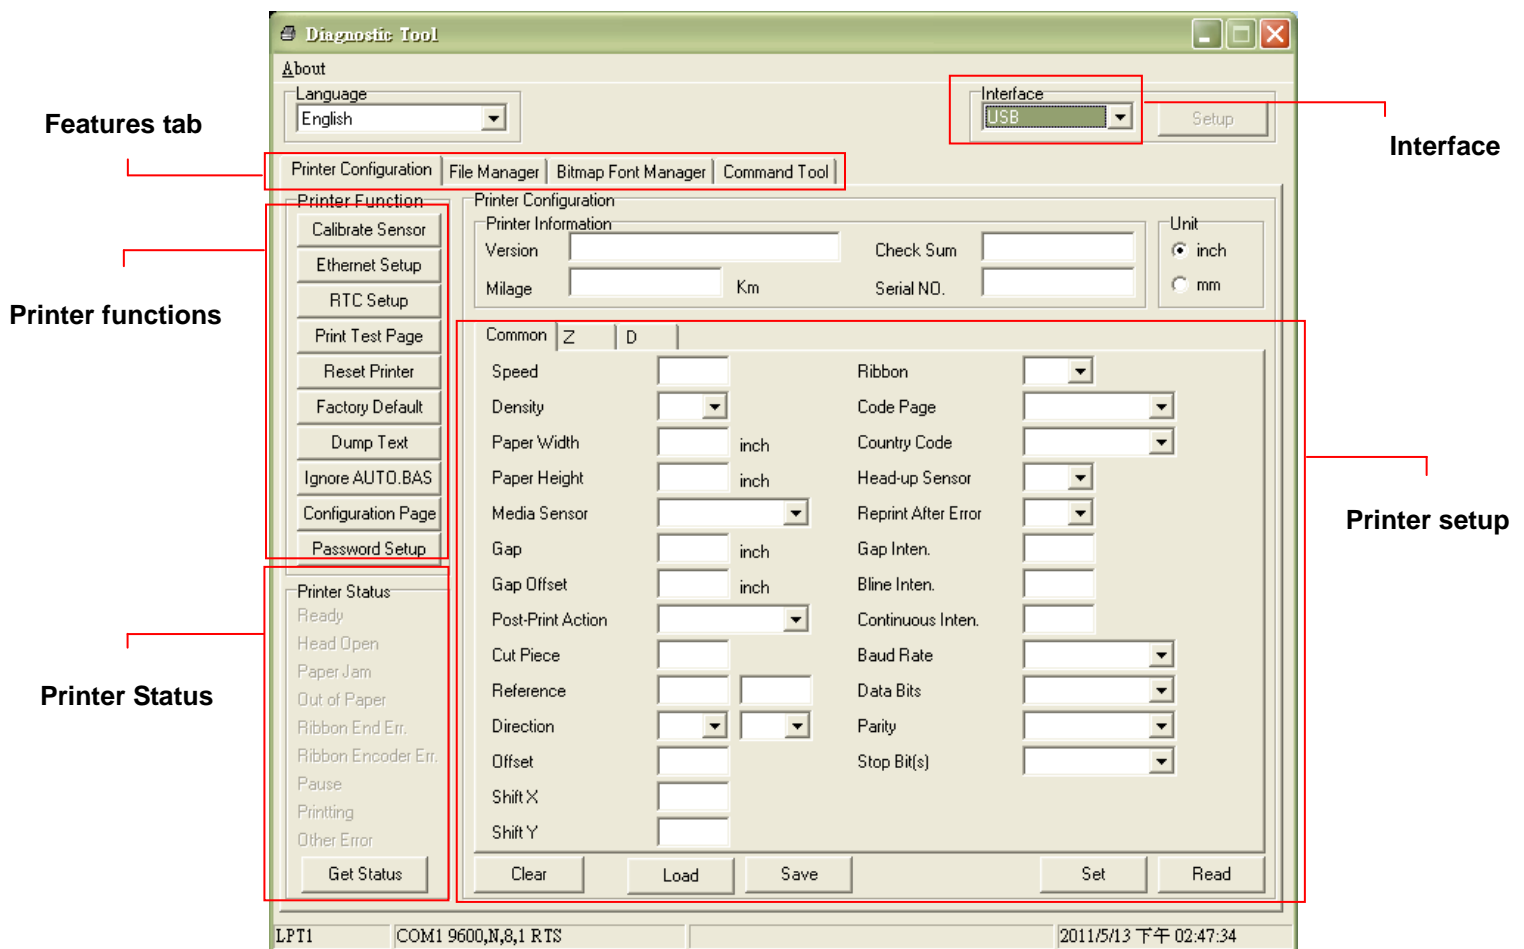 Diagnostic Tool
About
Language
English
Interface
USB
Setup
Features tab
Interface
Printer Configuration
File Manager
Bitmap Font Manager
Command Tool
Printer Function
Calibrate Sensor
Ethernet Setup
RTC Setup
Print Test Page
Reset Printer
Factory Default
Dump Text
Ignore AUTO.BAS
Configuration Page
Password Setup
Printer functions
Printer Status
Ready
Head Open
Paper Jam
Out of Paper
Ribbon End Err.
Ribbon Encoder Err.
Pause
Printting
Other Error
Get Status
Printer Status
Printer Configuration
Printer Information
Version
Check Sum
Milage
Km
Serial NO.
Unit
inch
mm
Common
Z
D
Speed
Density
Paper Width
inch
Paper Height
inch
Media Sensor
Gap
inch
Gap Offset
inch
Post-Print Action
Cut Piece
Reference
Direction
Offset
Shift X
Shift Y
Ribbon
Code Page
Country Code
Head-up Sensor
Reprint After Error
Gap Inten.
Bline Inten.
Continuous Inten.
Baud Rate
Data Bits
Parity
Stop Bit(s)
Printer setup
Clear
Load
Save
Set
Read
LPT1
COM1 9600,N,8,1 RTS
2011/5/13 下午 02:47:34